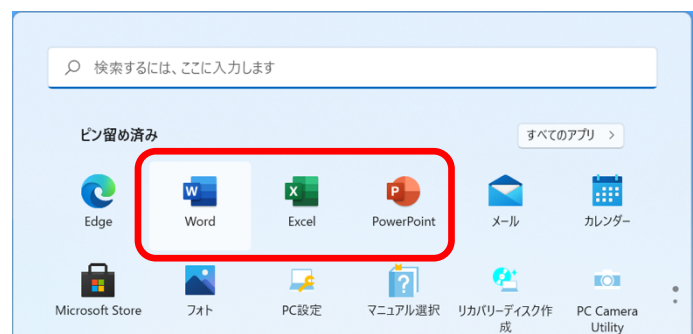 検索するには、ここに入力します
ピン留め済み
すべてのアプリ >
W X P
Edge Word Excel PowerPoint メール カレンダー
?
Microsoft Store フォト PC設定 マニュアル選択 リカバリーディスク作 PC Camera
成 Utility